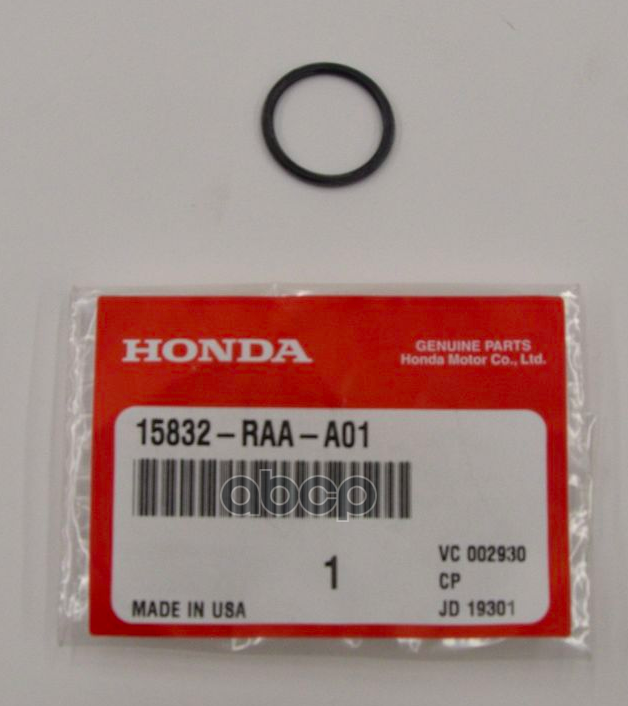 HONDA
GENUINE PARTS
Honda Motor Co., Ltd.
15832-RAA-A01
abcp
1
VC 002930
CP
MADE IN USA
JD 19301